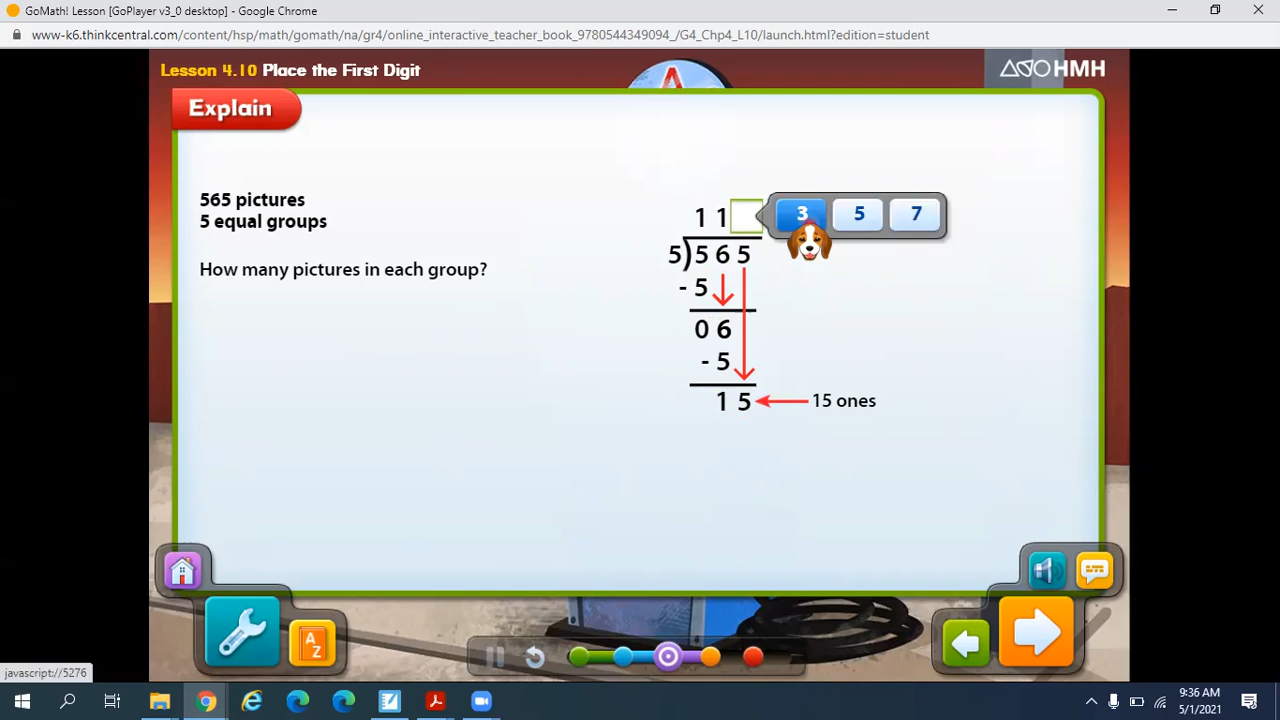 GoMath! Lesson [GoPlayer v3_0 desktop] - Google Chrome
www-k6.thinkcentral.com/content/hsp/math/gomath/na/gr4/online_interactive_teacher_book_9780544349094_/G4_Chp4_L10/launch.html?edition=student
Lesson 4.10 Place the First Digit
HMH
A
Explain
565 pictures
5 equal groups
How many pictures in each group?
1 1
3 5 7
5)5 6 5
- 5
0 6
- 5
1 5
15 ones
A
Z
javascript://5276
9:36 AM
5/1/2021